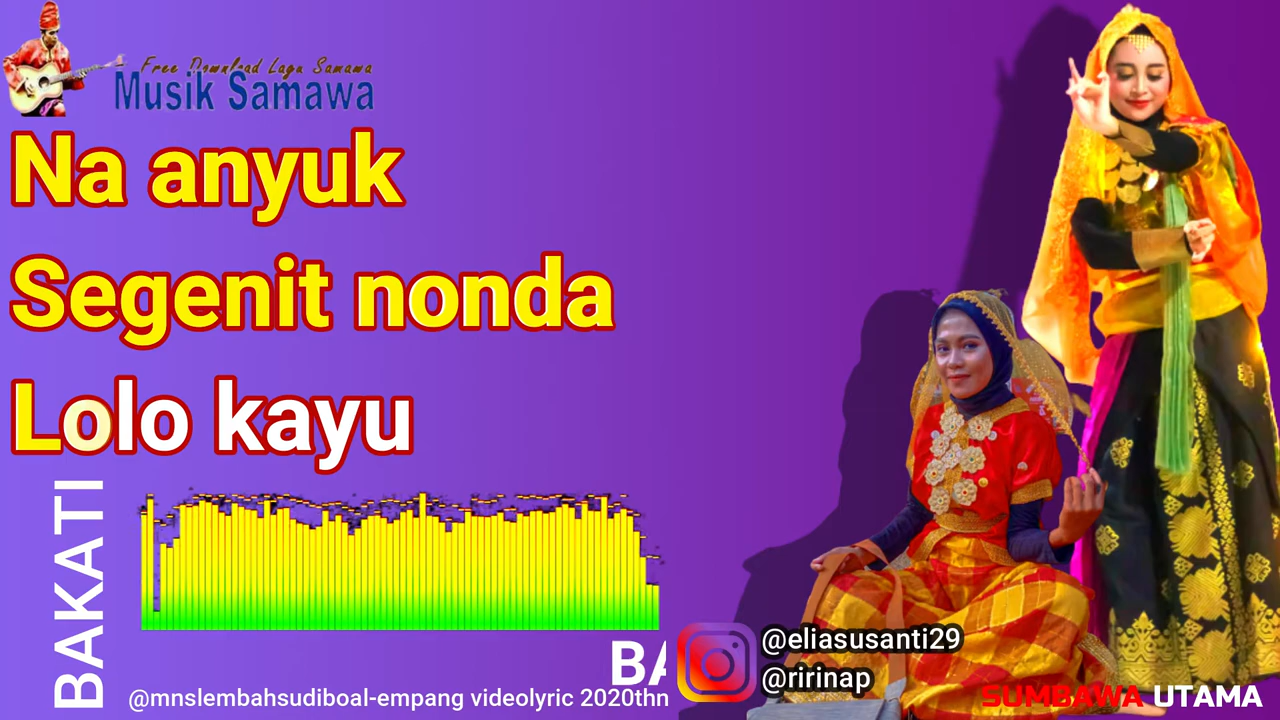 Free Download Lagu Samawa
Musik Samawa
Na anyuk
Segenit nonda
Lolo kayu
BAKATI
BA
@mnslembahsudiboal-empang videolyric 2020thn
@eliasusanti29
@ririnap
SUMBAWA UTAMA